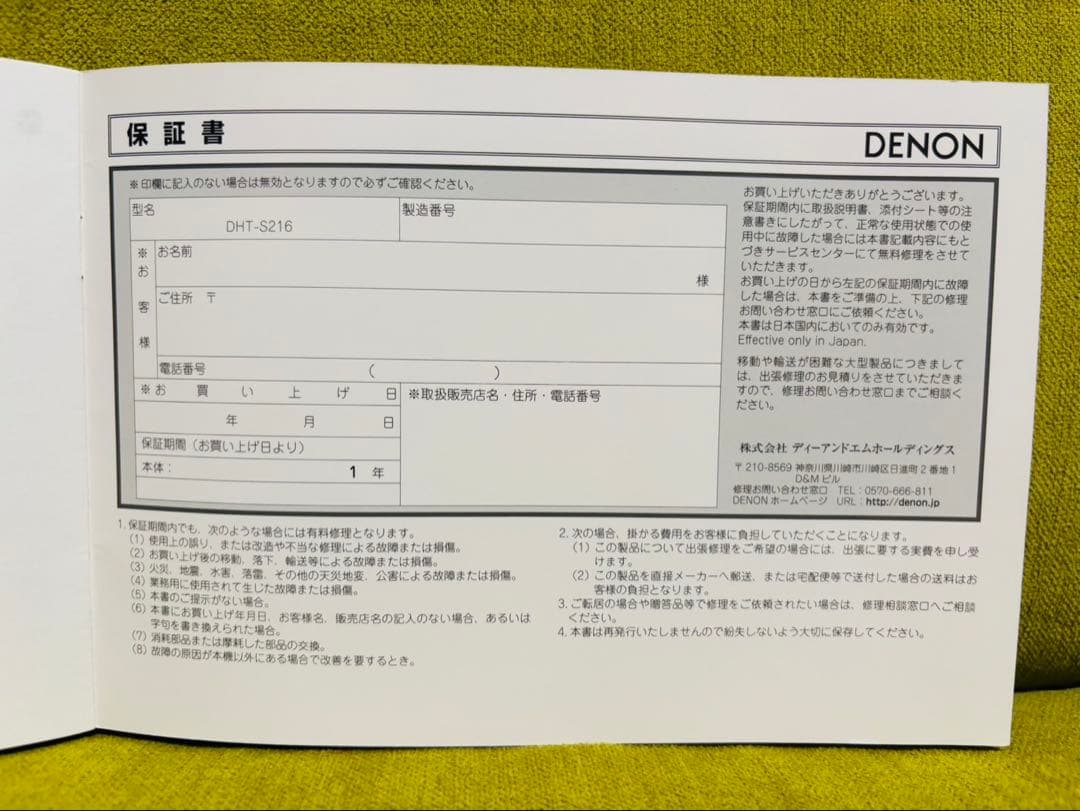 保証書
DENON
※印欄に記入のない場合は無効となりますので必ずご確認ください。
型名
DHT-S216
製造番号
※お客様
お名前
様
ご住所 〒
電話番号 ( )
※お買い上げ日
年 月 日
保証期間（お買い上げ日より）
本体： 1 年
※取扱販売店名・住所・電話番号
お買い上げいただきありがとうございます。
保証期間内に取扱説明書、添付シート等の注
意書きにしたがって、正常な使用状態での使
用中に故障した場合には本書記載内容にもと
づきサービスセンターにて無料修理をさせて
いただきます。
お買い上げの日から左記の保証期間内に故障
した場合は、本書をご準備の上、下記の修理
お問い合わせ窓口にご依頼ください。
本書は日本国内においてのみ有効です。
Effective only in Japan.
移動や輸送が困難な大型製品につきまして
は、出張修理のお見積りをさせていただきま
すので、修理お問い合わせ窓口までご相談く
ださい。
株式会社 ディーアンドエムホールディングス
〒210-8569 神奈川県川崎市川崎区日進町2番地1
D&Mビル
修理お問い合わせ窓口 TEL：0570-666-811
DENON ホームページ URL：http://denon.jp
1. 保証期間内でも、次のような場合には有料修理となります。
(1) 使用上の誤り、または改造や不当な修理による故障または損傷。
(2) お買い上げ後の移動、落下、輸送等による故障または損傷。
(3) 火災、地震、水害、落雷、その他の天災地変、公害による故障または損傷。
(4) 業務用に使用されて生じた故障または損傷。
(5) 本書のご提示がない場合。
(6) 本書にお買い上げ年月日、お客様名、販売店名の記入のない場合、あるいは
字句を書き換えられた場合。
(7) 消耗部品または摩耗した部品の交換。
(8) 故障の原因が本機以外にある場合で改善を要するとき。
2. 次の場合、掛かる費用をお客様に負担していただくことになります。
(1) この製品について出張修理をご希望の場合には、出張に要する実費を申し受
けます。
(2) この製品を直接メーカーへ郵送、または宅配便等で送付した場合の送料はお
客様の負担となります。
3. ご転居の場合や贈答品等で修理をご依頼されたい場合は、修理相談窓口へご相談
ください。
4. 本書は再発行いたしませんので紛失しないよう大切に保存してください。